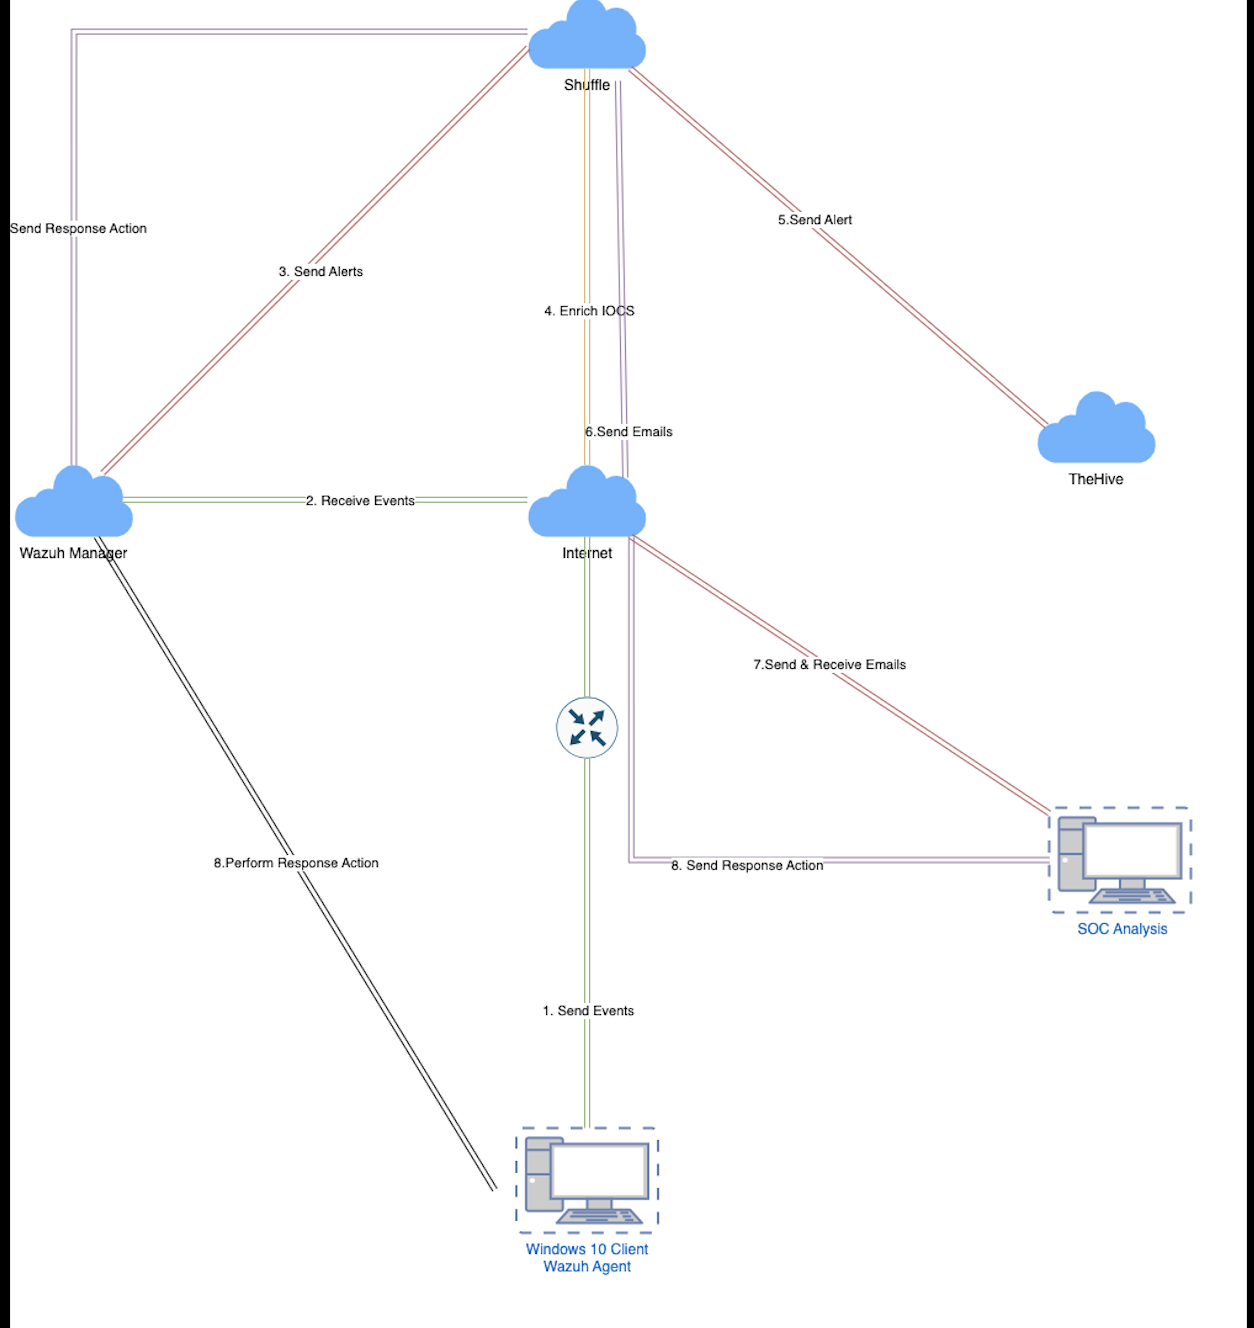 Shuffle
Send Response Action
5.Send Alert
3. Send Alerts
4. Enrich IOCS
6.Send Emails
TheHive
2. Receive Events
Wazuh Manager
Internet
7.Send & Receive Emails
8.Perform Response Action
8. Send Response Action
SOC Analysis
1. Send Events
Windows 10 Client
Wazuh Agent